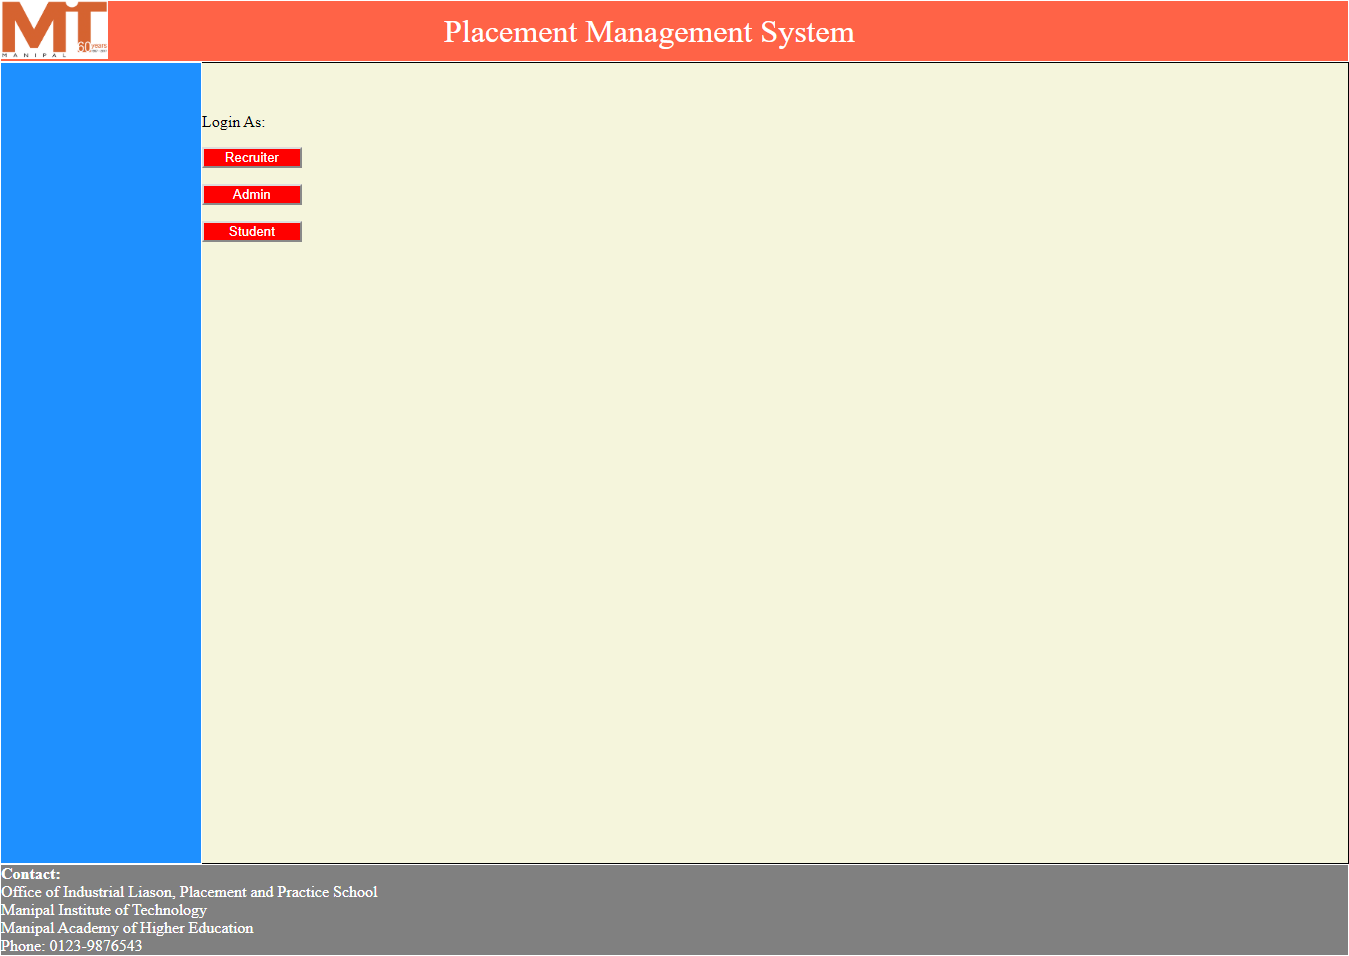 MiT
60 years
MANIPAL
Placement Management System
Login As:
Recruiter
Admin
Student
Contact:
Office of Industrial Liason, Placement and Practice School
Manipal Institute of Technology
Manipal Academy of Higher Education
Phone: 0123-9876543